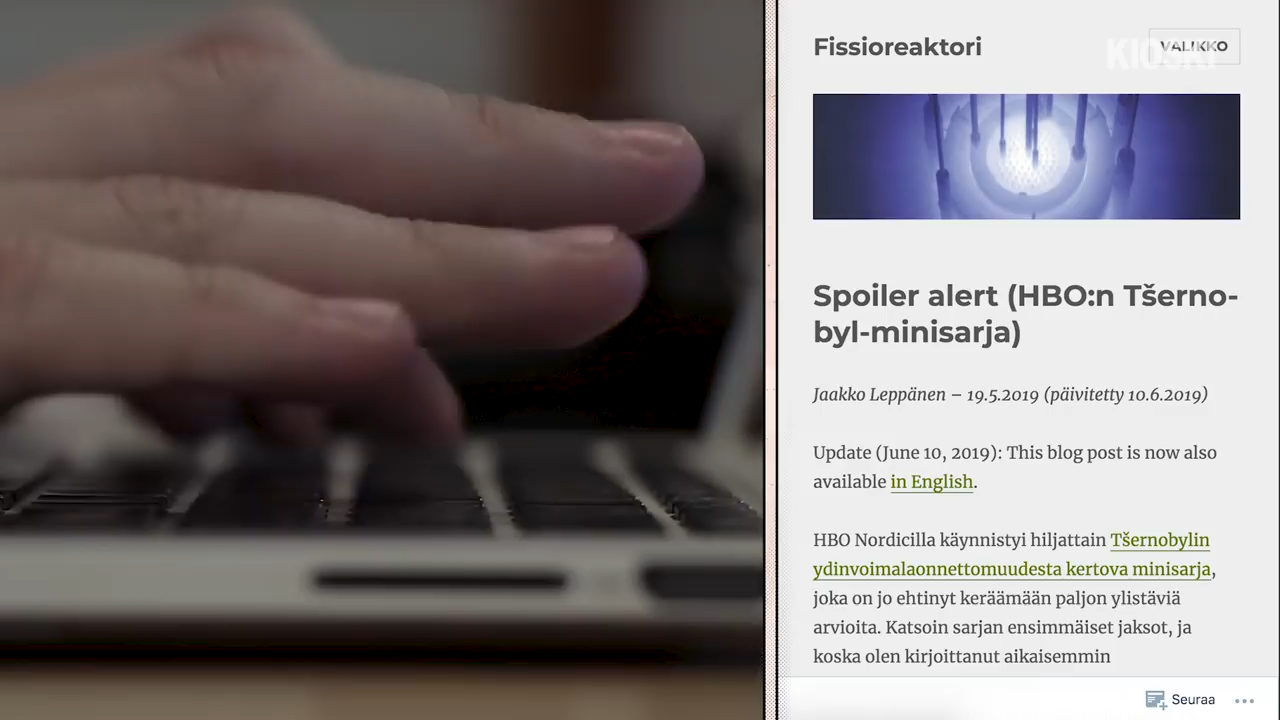 Fissioreaktori
VALIKKO
KIOSKI
Spoiler alert (HBO:n Tšerno-
byl-minisarja)
Jaakko Leppänen – 19.5.2019 (päivitetty 10.6.2019)
Update (June 10, 2019): This blog post is now also
available in English.
HBO Nordicilla käynnistyi hiljattain Tšernobylin
ydinvoimalaonnettomuudesta kertova minisarja,
joka on jo ehtinyt keräämään paljon ylistäviä
arvioita. Katsoin sarjan ensimmäiset jaksot, ja
koska olen kirjoittanut aikaisemmin
Seuraa